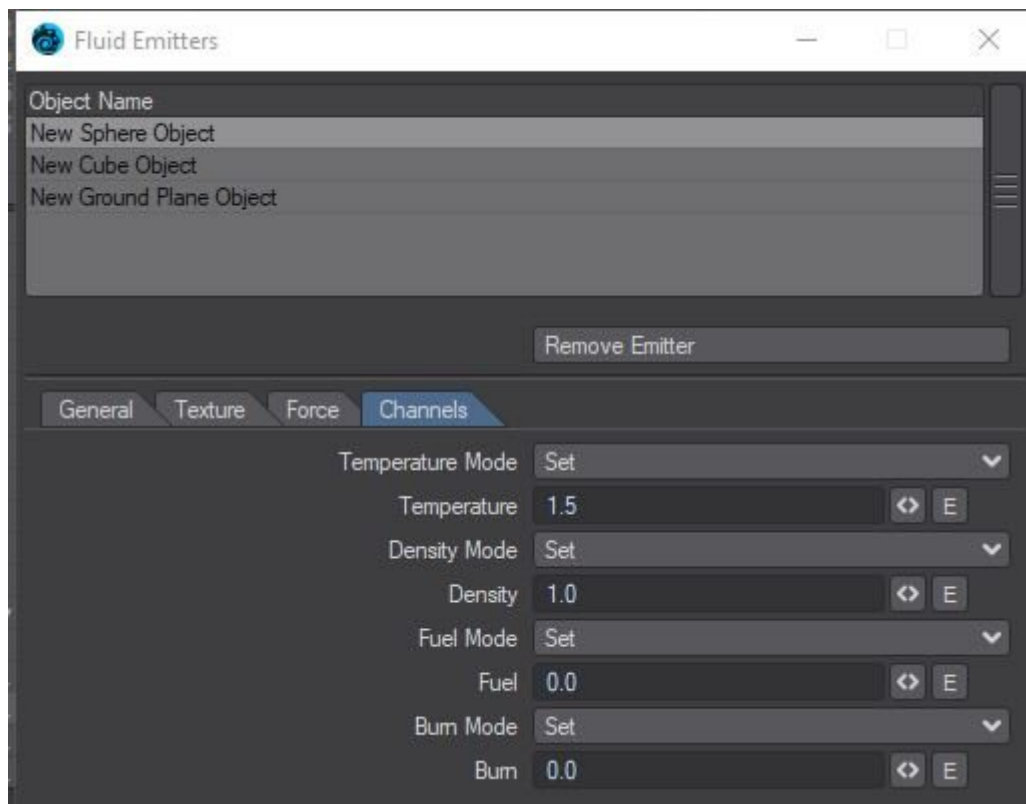 Fluid Emitters
Object Name
New Sphere Object
New Cube Object
New Ground Plane Object
Remove Emitter
General Texture Force Channels
Temperature Mode Set
Temperature 1.5 E
Density Mode Set
Density 1.0 E
Fuel Mode Set
Fuel 0.0 E
Burn Mode Set
Burn 0.0 E